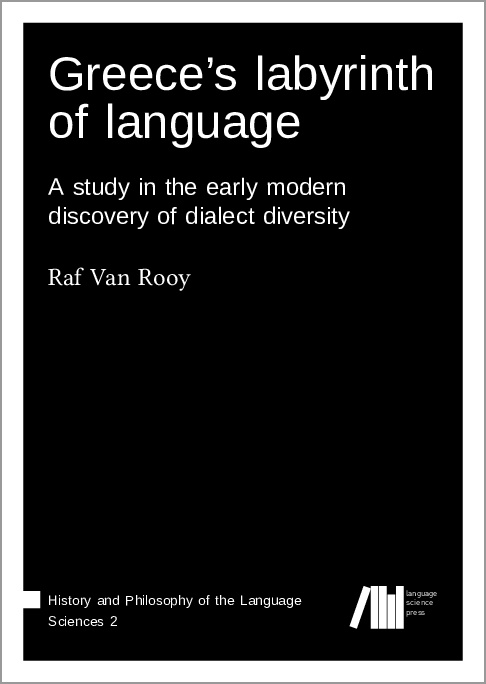 Greece’s labyrinth
of language
A study in the early modern
discovery of dialect diversity
Raf Van Rooy
History and Philosophy of the Language
Sciences 2
language
science
press